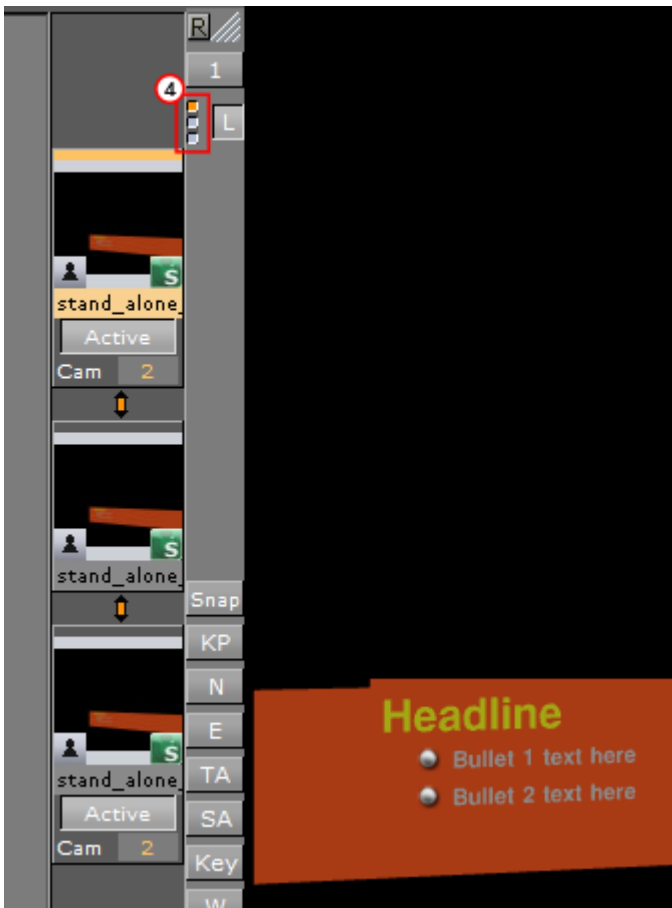 R
1
4
L
S
stand_alone_
Active
Cam 2
S
stand_alone_
S
stand_alone_
Active
Cam 2
Snap
KP
N
E
TA
SA
Key
W
Headline
Bullet 1 text here
Bullet 2 text here